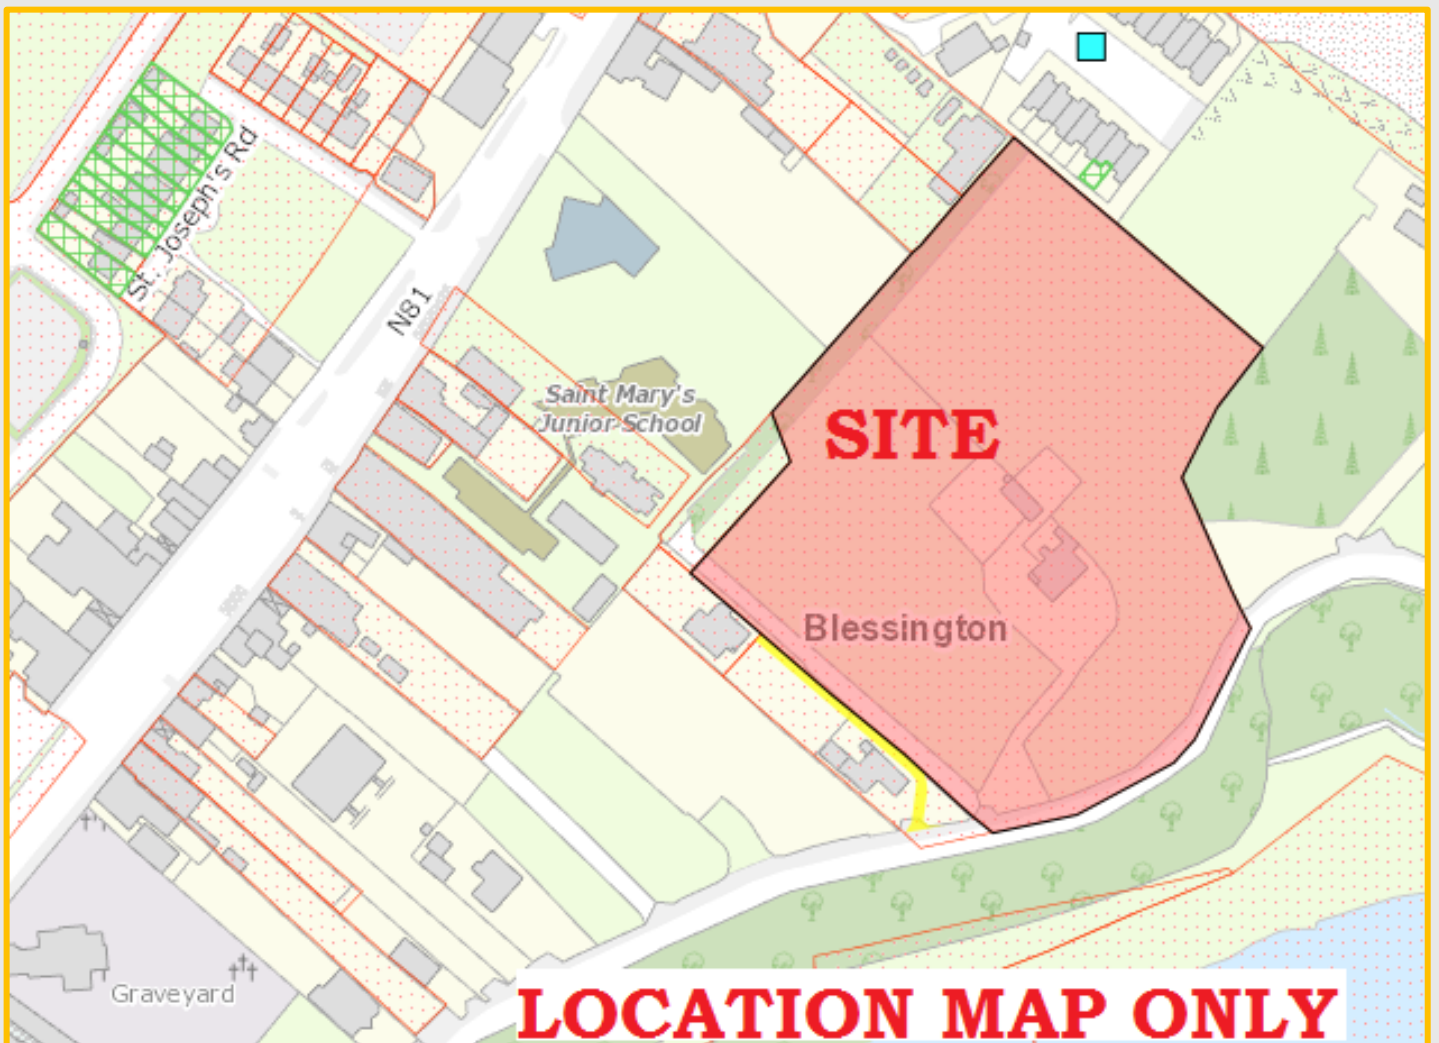 St. Joseph's Rd
N81
Saint Mary's
Junior School
SITE
Blessington
Graveyard
LOCATION MAP ONLY